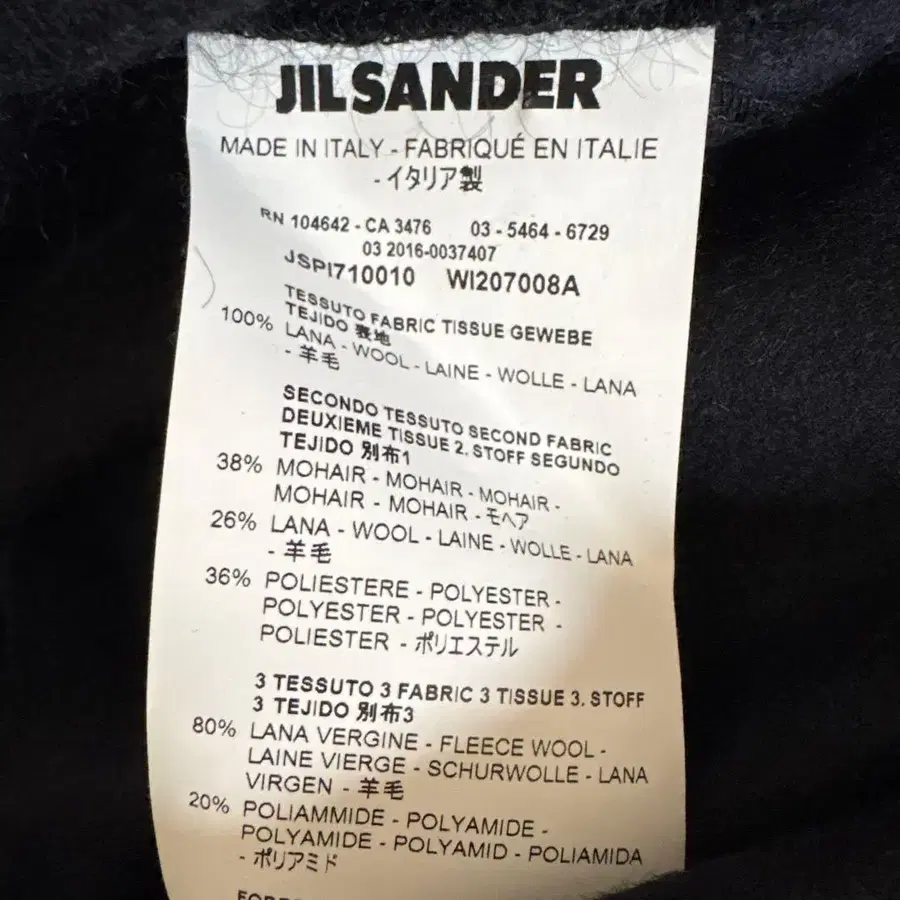 JIL SANDER
MADE IN ITALY - FABRIQUÉ EN ITALIE
- イタリア製
RN 104642 - CA 3476 03 - 5464 - 6729
03 2016-0037407
JSPI710010 WI207008A
TESSUTO FABRIC TISSUE GEWEBE
TEJIDO 表地
100% LANA - WOOL - LAINE - WOLLE - LANA
- 羊毛
SECONDO TESSUTO SECOND FABRIC
DEUXIEME TISSUE 2. STOFF SEGUNDO
TEJIDO 別布1
38% MOHAIR - MOHAIR - MOHAIR -
MOHAIR - MOHAIR - モヘア
26% LANA - WOOL - LAINE - WOLLE - LANA
- 羊毛
36% POLIESTERE - POLYESTER -
POLYESTER - POLYESTER -
POLIESTER - ポリエステル
3 TESSUTO 3 FABRIC 3 TISSUE 3. STOFF
3 TEJIDO 別布3
80% LANA VERGINE - FLEECE WOOL -
LAINE VIERGE - SCHURWOLLE - LANA
VIRGEN - 羊毛
20% POLIAMMIDE - POLYAMIDE -
POLYAMIDE - POLYAMID - POLIAMIDA
- ポリアミド